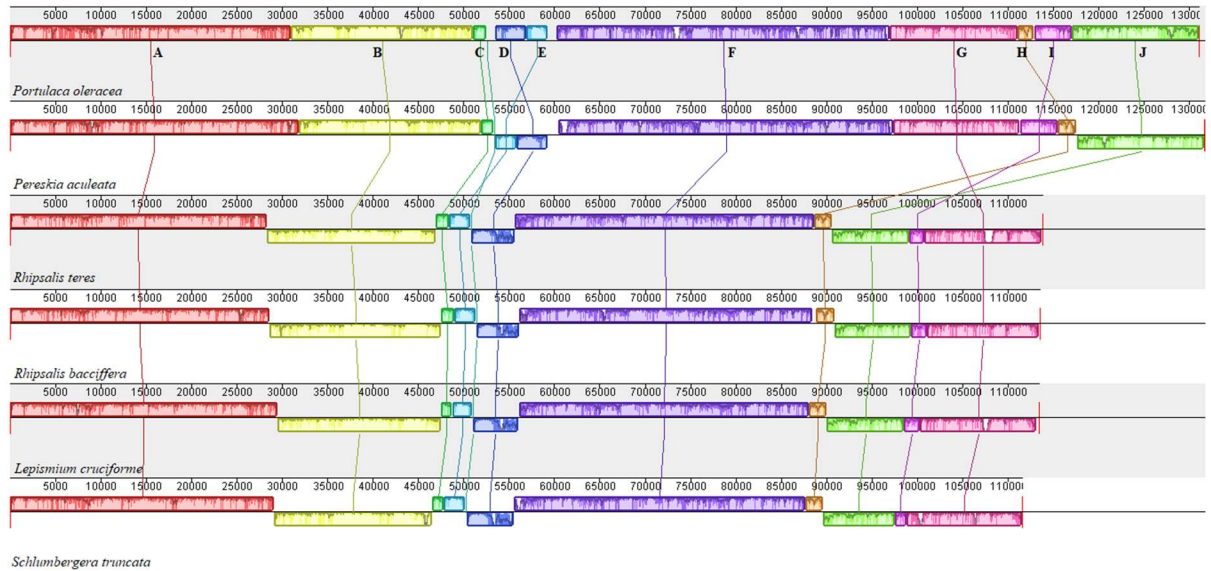 5000 10000 15000 20000 25000 30000 35000 40000 45000 50000 55000 60000 65000 70000 75000 80000 85000 90000 95000 100000 105000 110000 115000 120000 125000 13000
A B C D E F G H I J
Portulaca oleracea
5000 10000 15000 20000 25000 30000 35000 40000 45000 50000 55000 60000 65000 70000 75000 80000 85000 90000 95000 100000 105000 110000 115000 120000 125000 130000
Pereskia aculeata
5000 10000 15000 20000 25000 30000 35000 40000 45000 50000 55000 60000 65000 70000 75000 80000 85000 90000 95000 100000 105000 110000
Rhipsalis teres
5000 10000 15000 20000 25000 30000 35000 40000 45000 50000 55000 60000 65000 70000 75000 80000 85000 90000 95000 100000 105000 110000
Rhipsalis bacciffera
5000 10000 15000 20000 25000 30000 35000 40000 45000 50000 55000 60000 65000 70000 75000 80000 85000 90000 95000 100000 105000 110000
Lepismium cruciforme
5000 10000 15000 20000 25000 30000 35000 40000 45000 50000 55000 60000 65000 70000 75000 80000 85000 90000 95000 100000 105000 110000
Schlumbergera truncata